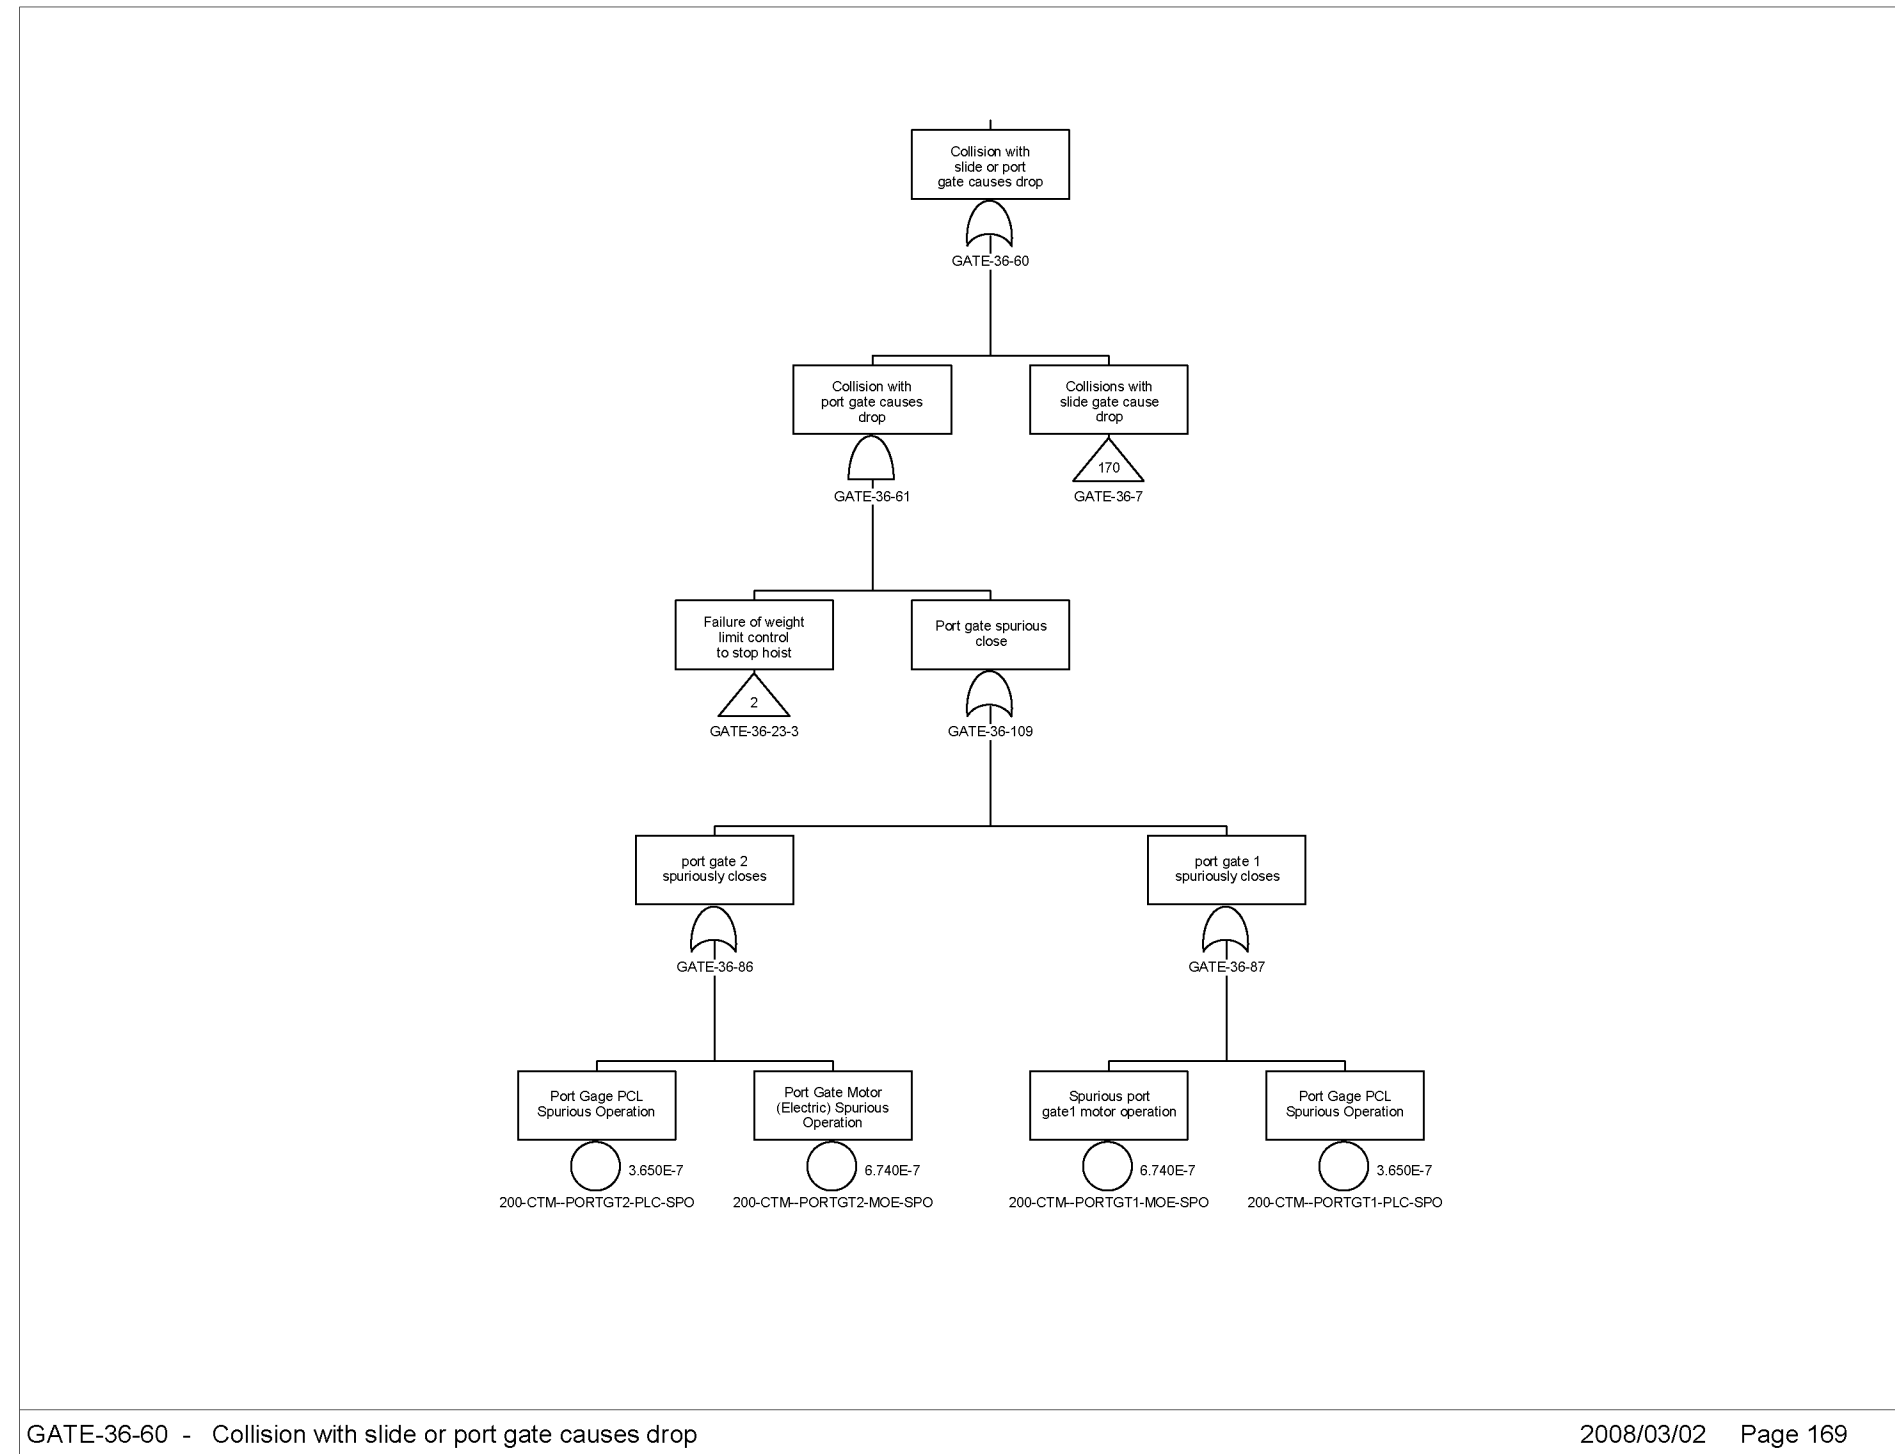 Collision with
slide or port
gate causes drop
GATE-36-60
Collision with
port gate causes
drop
GATE-36-61
Collisions with
slide gate cause
drop
170
GATE-36-7
Failure of weight
limit control
to stop hoist
2
GATE-36-23-3
Port gate spurious
close
GATE-36-109
port gate 2
spuriously closes
GATE-36-86
port gate 1
spuriously closes
GATE-36-87
Port Gage PCL
Spurious Operation
3.650E-7
200-CTM--PORTGT2-PLC-SPO
Port Gate Motor
(Electric) Spurious
Operation
6.740E-7
200-CTM--PORTGT2-MOE-SPO
Spurious port
gate1 motor operation
6.740E-7
200-CTM--PORTGT1-MOE-SPO
Port Gage PCL
Spurious Operation
3.650E-7
200-CTM--PORTGT1-PLC-SPO
GATE-36-60 - Collision with slide or port gate causes drop
2008/03/02 Page 169